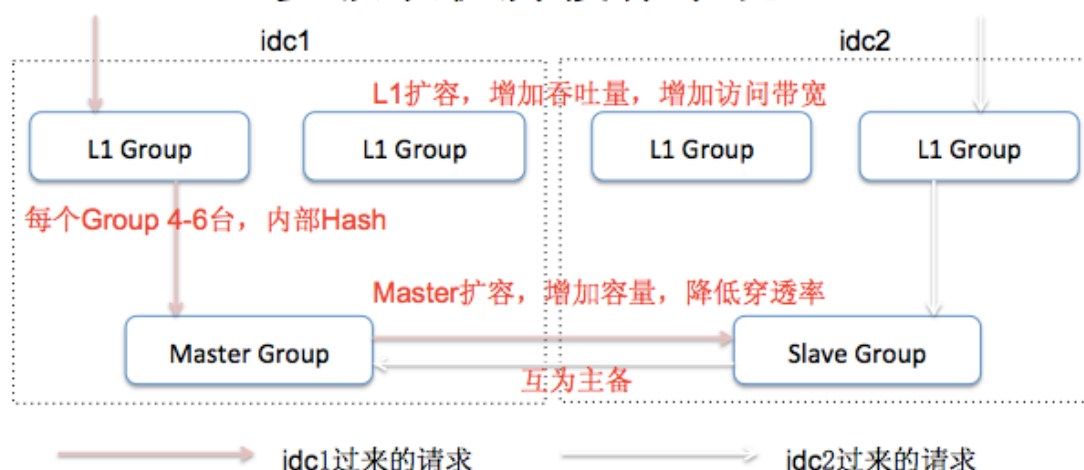 idc1
idc2
L1扩容，增加吞吐量，增加访问带宽
L1 Group
L1 Group
L1 Group
L1 Group
每个Group 4-6台，内部Hash
Master扩容，增加容量，降低穿透率
Master Group
Slave Group
互为主备
idc1过来的请求
idc2过来的请求